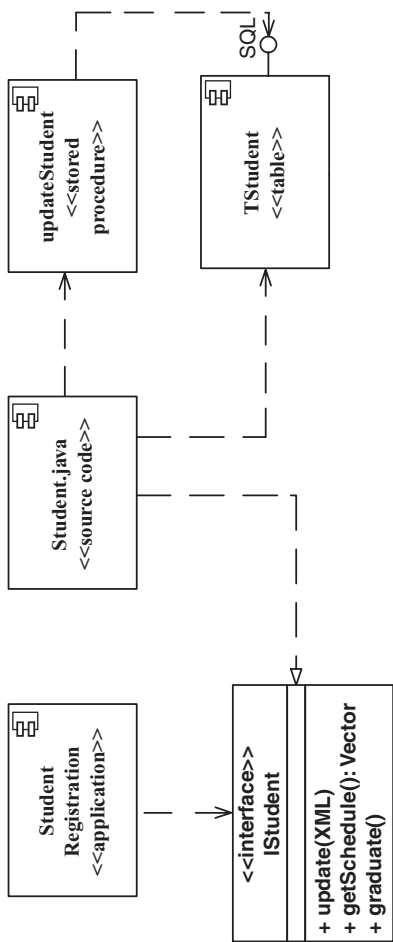 Student
Registration
<<application>>
Student.java
<<source code>>
updateStudent
<<stored
procedure>>
<<interface>>
IStudent
+ update(XML)
+ getSchedule(): Vector
+ graduate()
TStudent
<<table>>
SQL